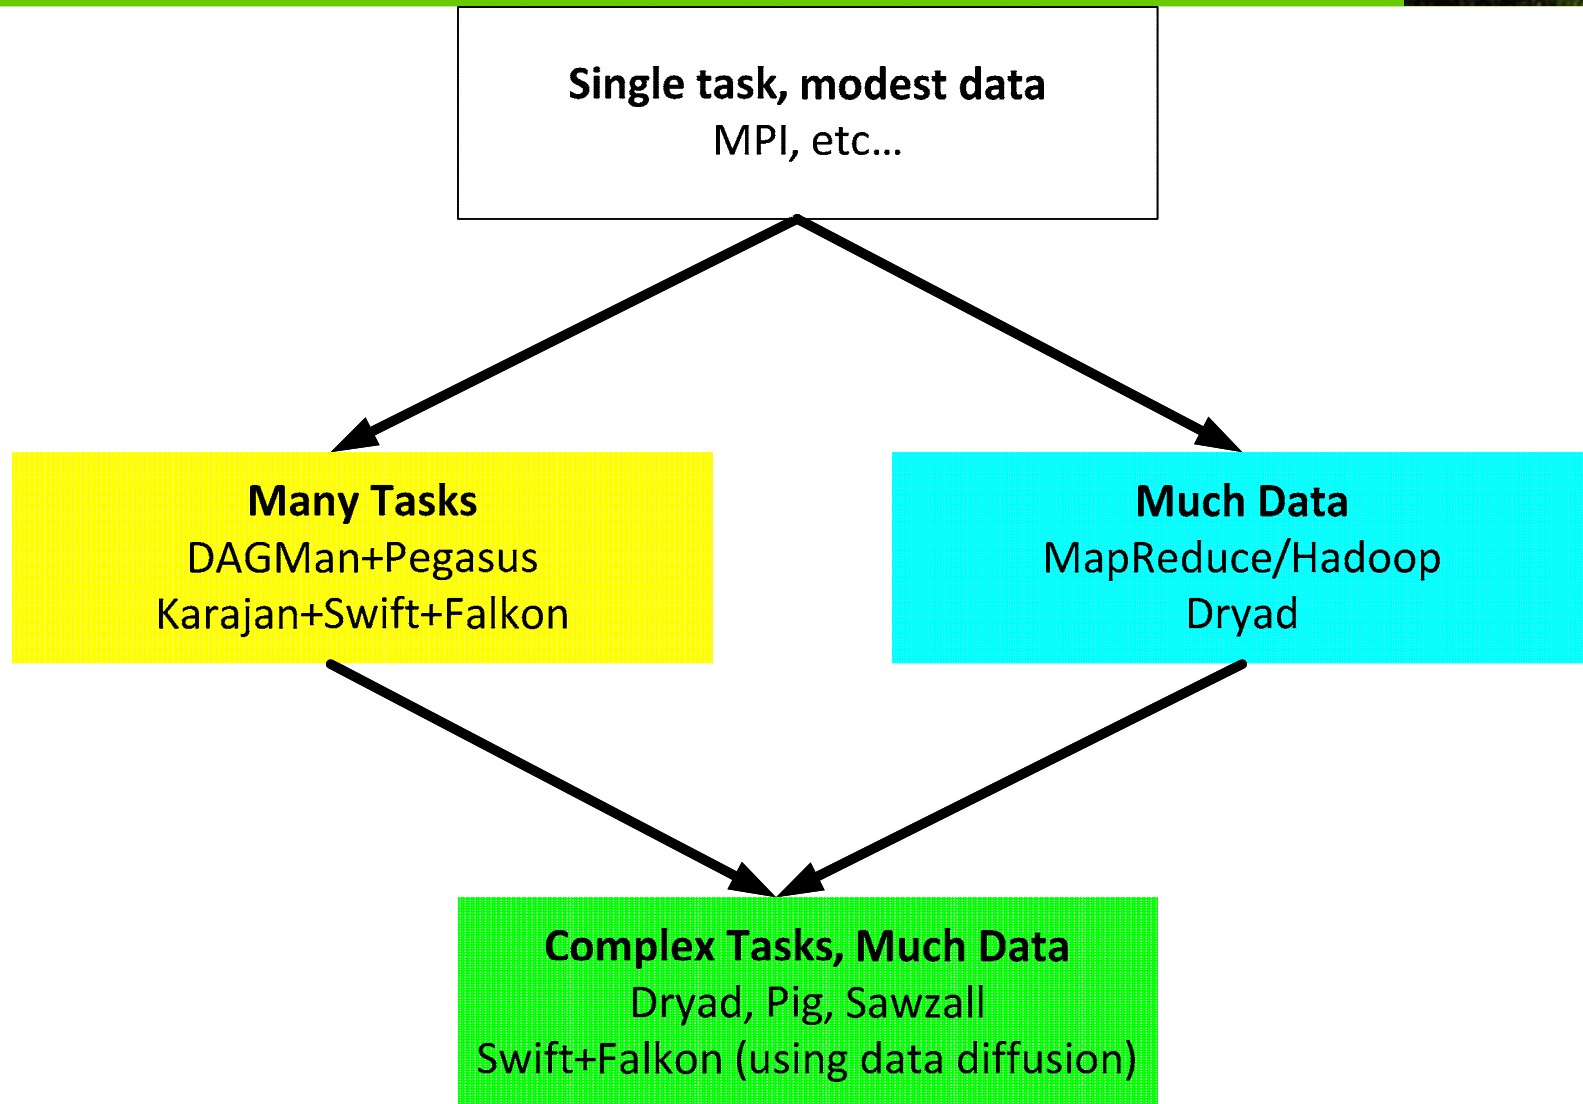 Single task, modest data
MPI, etc...
Many Tasks
DAGMan+Pegasus
Karajan+Swift+Falkon
Much Data
MapReduce/Hadoop
Dryad
Complex Tasks, Much Data
Dryad, Pig, Sawzall
Swift+Falkon (using data diffusion)